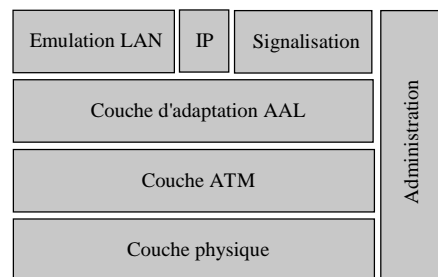 Emulation LAN IP Signalisation
Couche d'adaptation AAL
Couche ATM
Couche physique
Administration